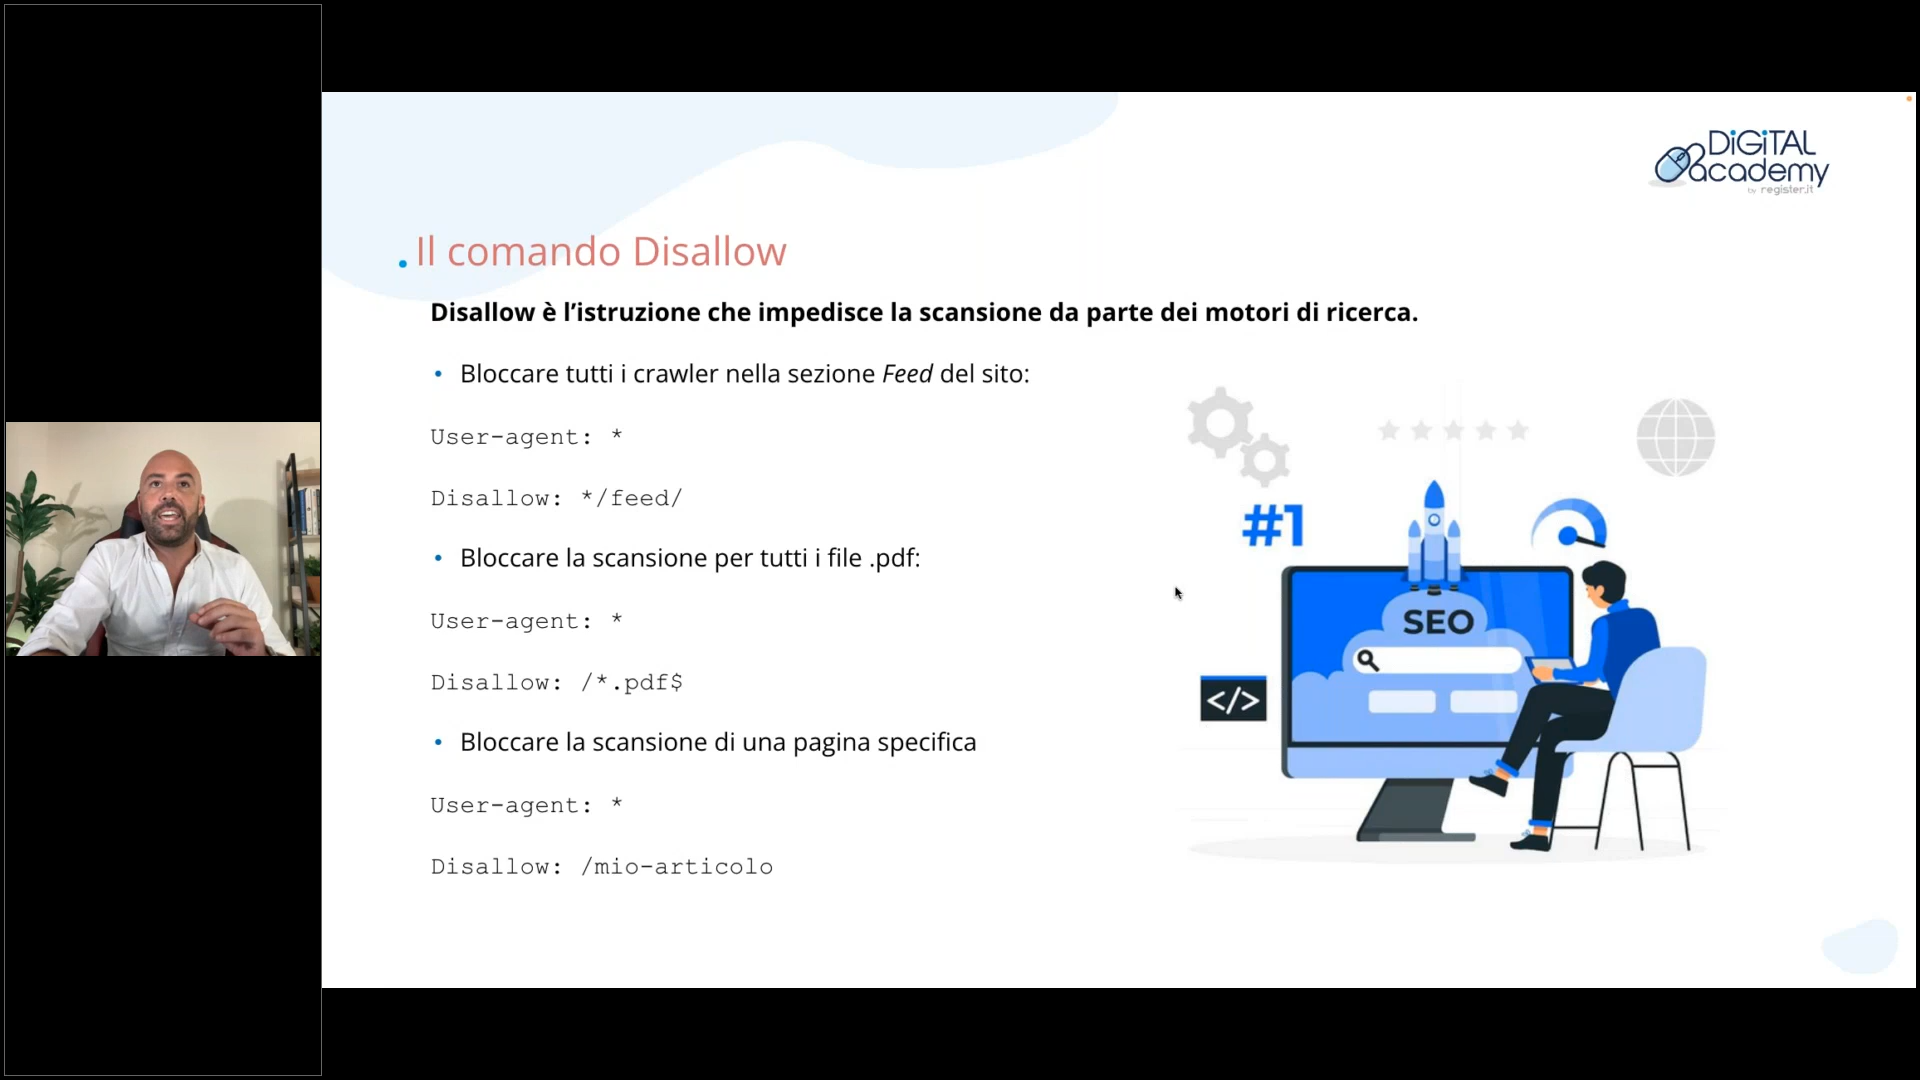 DiGiTAL
academy
by register.it
Il comando Disallow
Disallow è l’istruzione che impedisce la scansione da parte dei motori di ricerca.
• Bloccare tutti i crawler nella sezione Feed del sito:
User-agent: *
Disallow: */feed/
• Bloccare la scansione per tutti i file .pdf:
User-agent: *
Disallow: /*.pdf$
• Bloccare la scansione di una pagina specifica
User-agent: *
Disallow: /mio-articolo
#1
SEO
</>